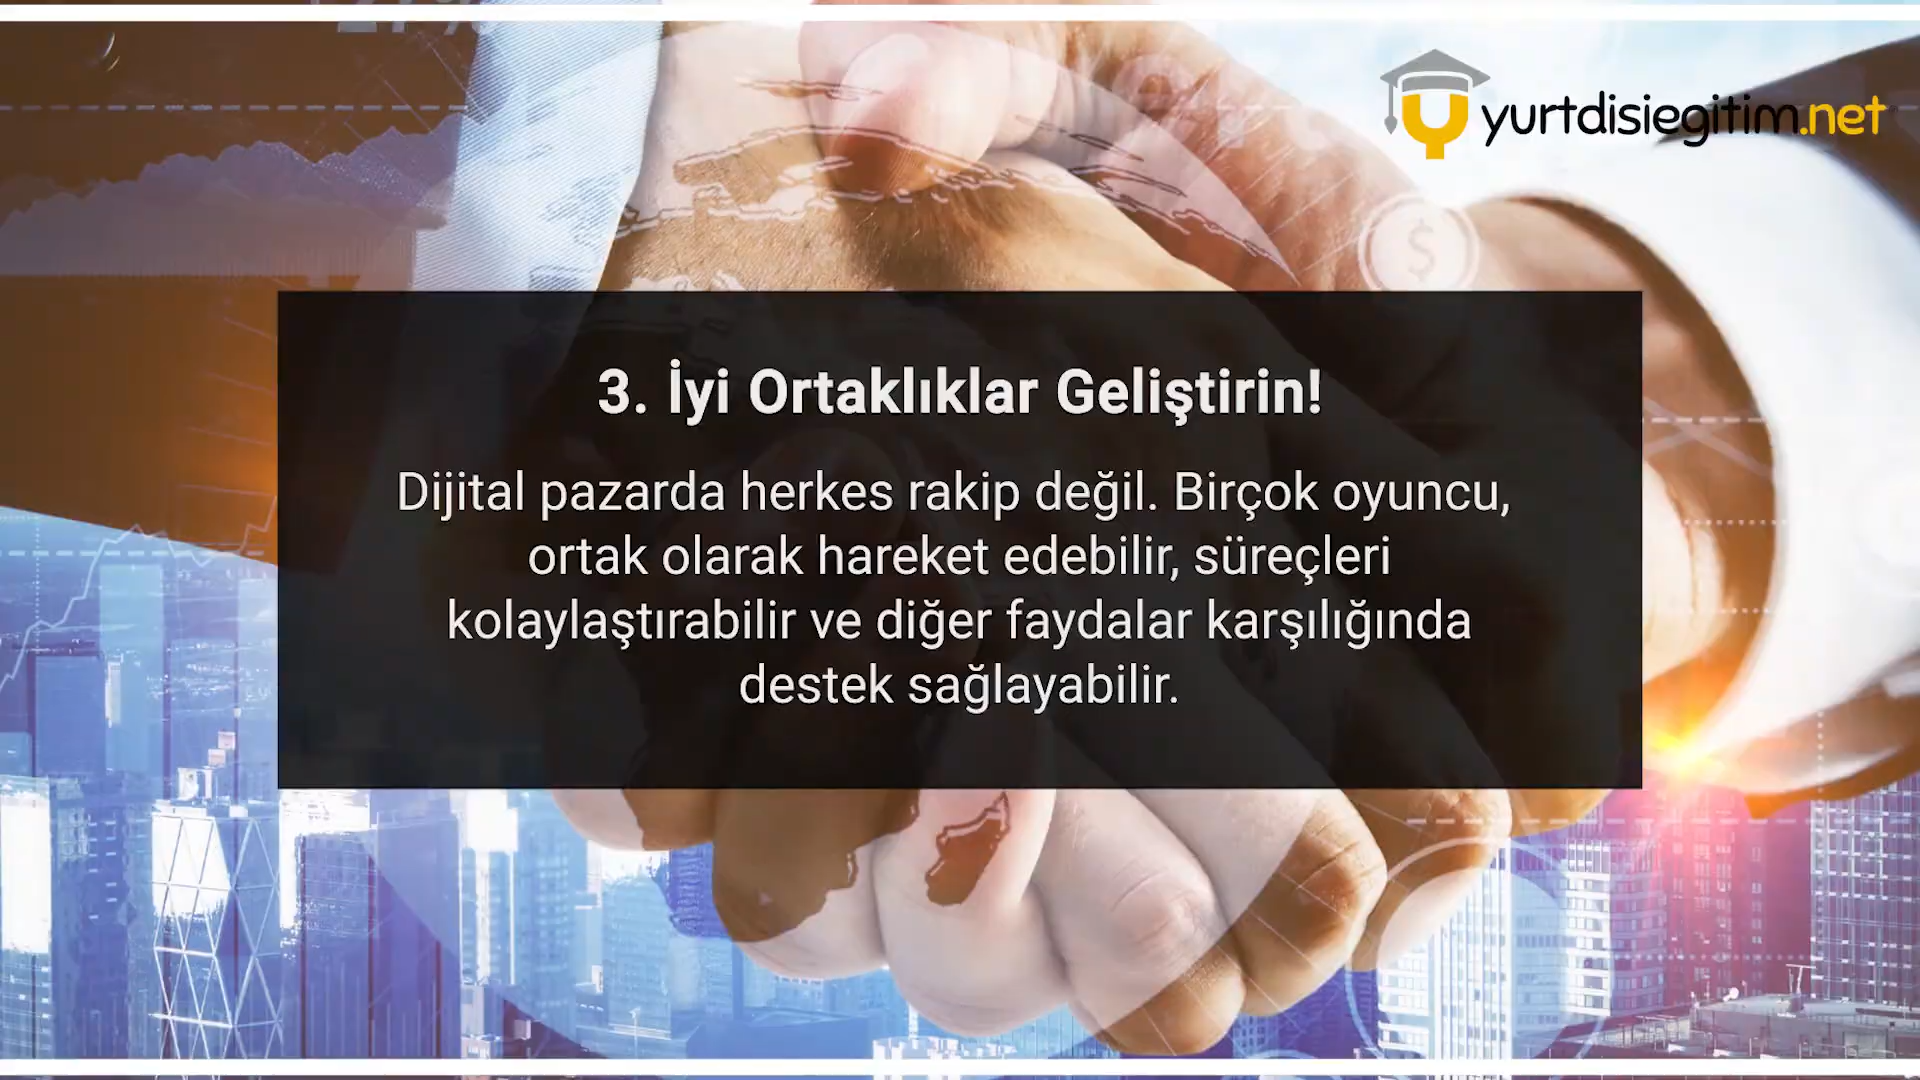 yurtdisiegitim.net
3. İyi Ortaklıklar Geliştirin!
Dijital pazarda herkes rakip değil. Birçok oyuncu,
ortak olarak hareket edebilir, süreçleri
kolaylaştırabilir ve diğer faydalar karşılığında
destek sağlayabilir.
$